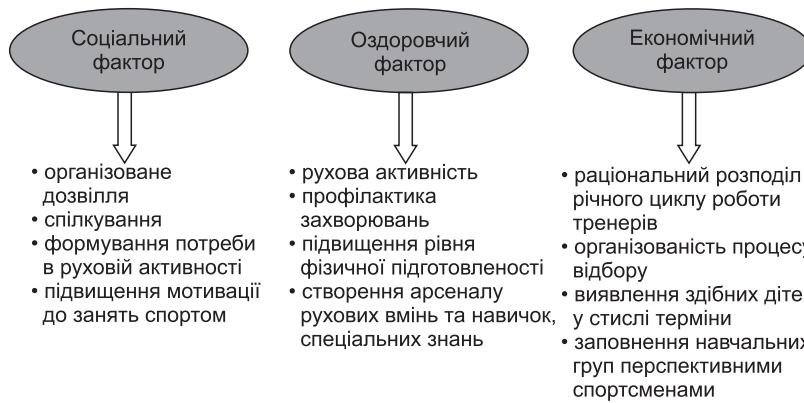 Соціальний
фактор
• організоване
дозвілля
• спілкування
• формування потреби
в руховій активності
• підвищення мотивації
до занять спортом
Оздоровчий
фактор
• рухова активність
• профілактика
захворювань
• підвищення рівня
фізичної підготовленості
• створення арсеналу
рухових вмінь та навичок,
спеціальних знань
Економічний
фактор
• раціональний розподіл
річного циклу роботи
тренерів
• організованість процесу
відбору
• виявлення здібних діте
у стислі терміни
• заповнення навчальних
груп перспективними
спортсменами